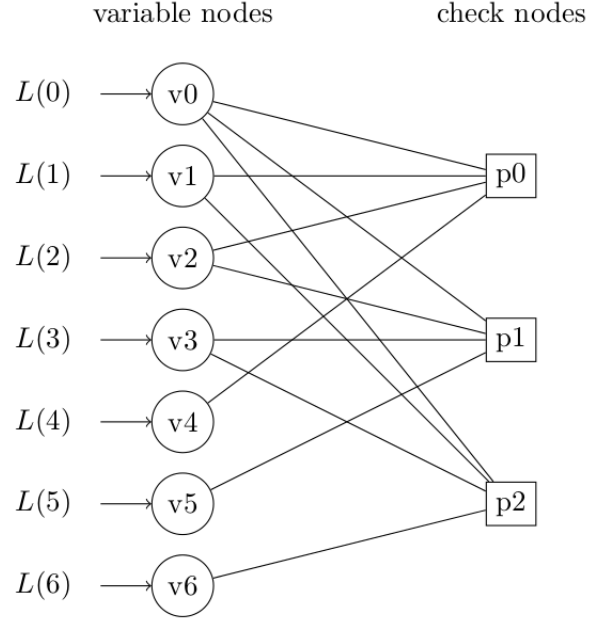 variable nodes check nodes
L(0) v0
L(1) v1 p0
L(2) v2
L(3) v3 p1
L(4) v4
L(5) v5 p2
L(6) v6